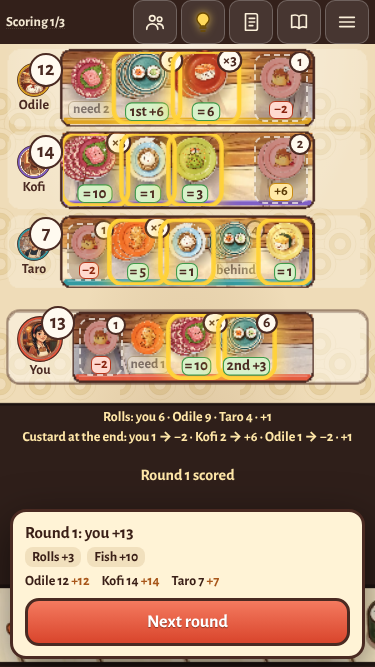 Scoring 1/3
12
Odile
need 2
9
1st +6
×3
=6
1
−2
14
Kofi
=10
=1
=3
2
+6
7
Taro
1
−2
=5
=1
behind
=1
13
You
1
−2
need 1
=10
6
2nd +3
Rolls: you 6 · Odile 9 · Taro 4 · +1
Custard at the end: you 1 → −2 · Kofi 2 → +6 · Odile 1 → −2 · +1
Round 1 scored
Round 1: you +13
Rolls +3 Fish +10
Odile 12 +12 Kofi 14 +14 Taro 7 +7
Next round